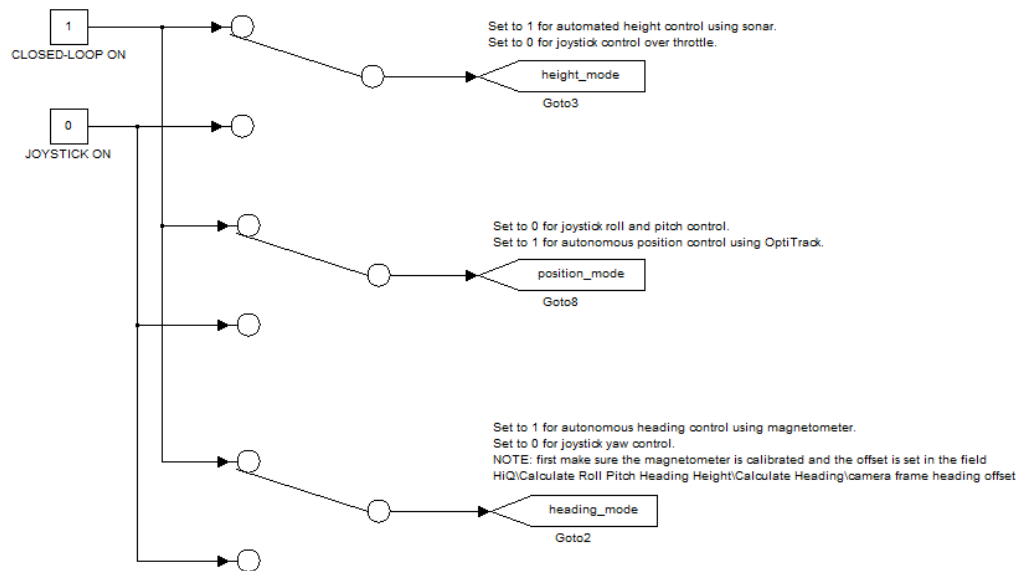 1
CLOSED-LOOP ON
Set to 1 for automated height control using sonar.
Set to 0 for joystick control over throttle.
height_mode
Goto3
0
JOYSTICK ON
Set to 0 for joystick roll and pitch control.
Set to 1 for autonomous position control using OptiTrack.
position_mode
Goto8
Set to 1 for autonomous heading control using magnetometer.
Set to 0 for joystick yaw control.
NOTE: first make sure the magnetometer is calibrated and the offset is set in the field
HiQ\Calculate Roll Pitch Heading Height\Calculate Heading\camera frame heading offset
heading_mode
Goto2